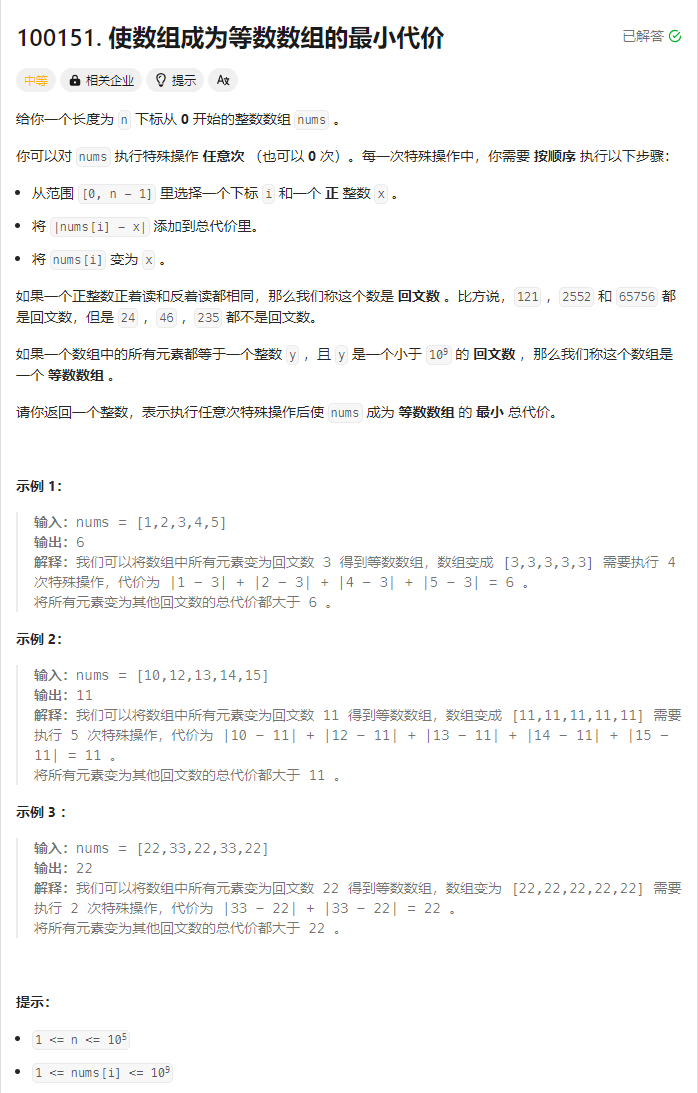 100151. 使数组成为等数数组的最小代价
已解答
中等 相关企业 提示
给你一个长度为 n 下标从 0 开始的整数数组 nums 。
你可以对 nums 执行特殊操作 任意次 （也可以 0 次）。每一次特殊操作中，你需要 按顺序 执行以下步骤：
从范围 [0, n - 1] 里选择一个下标 i 和一个 正 整数 x 。
将 |nums[i] - x| 添加到总代价里。
将 nums[i] 变为 x 。
如果一个正整数正着读和反着读都相同，那么我们称这个数是 回文数 。比方说， 121 ， 2552 和 65756 都
是回文数，但是 24 ， 46 ， 235 都不是回文数。
如果一个数组中的所有元素都等于一个整数 y ，且 y 是一个小于 10⁹ 的 回文数 ，那么我们称这个数组是
一个 等数数组 。
请你返回一个整数，表示执行任意次特殊操作后使 nums 成为 等数数组 的 最小 总代价。
示例 1：
输入：nums = [1,2,3,4,5]
输出：6
解释：我们可以将数组中所有元素变为回文数 3 得到等数数组，数组变成 [3,3,3,3,3] 需要执行 4
次特殊操作，代价为 |1 - 3| + |2 - 3| + |4 - 3| + |5 - 3| = 6 。
将所有元素变为其他回文数的总代价都大于 6 。
示例 2：
输入：nums = [10,12,13,14,15]
输出：11
解释：我们可以将数组中所有元素变为回文数 11 得到等数数组，数组变成 [11,11,11,11,11] 需要
执行 5 次特殊操作，代价为 |10 - 11| + |12 - 11| + |13 - 11| + |14 - 11| + |15 -
11| = 11 。
将所有元素变为其他回文数的总代价都大于 11 。
示例 3 ：
输入：nums = [22,33,22,33,22]
输出：22
解释：我们可以将数组中所有元素变为回文数 22 得到等数数组，数组变为 [22,22,22,22,22] 需要
执行 2 次特殊操作，代价为 |33 - 22| + |33 - 22| = 22 。
将所有元素变为其他回文数的总代价都大于 22 。
提示：
1 <= n <= 10⁵
1 <= nums[i] <= 10⁹